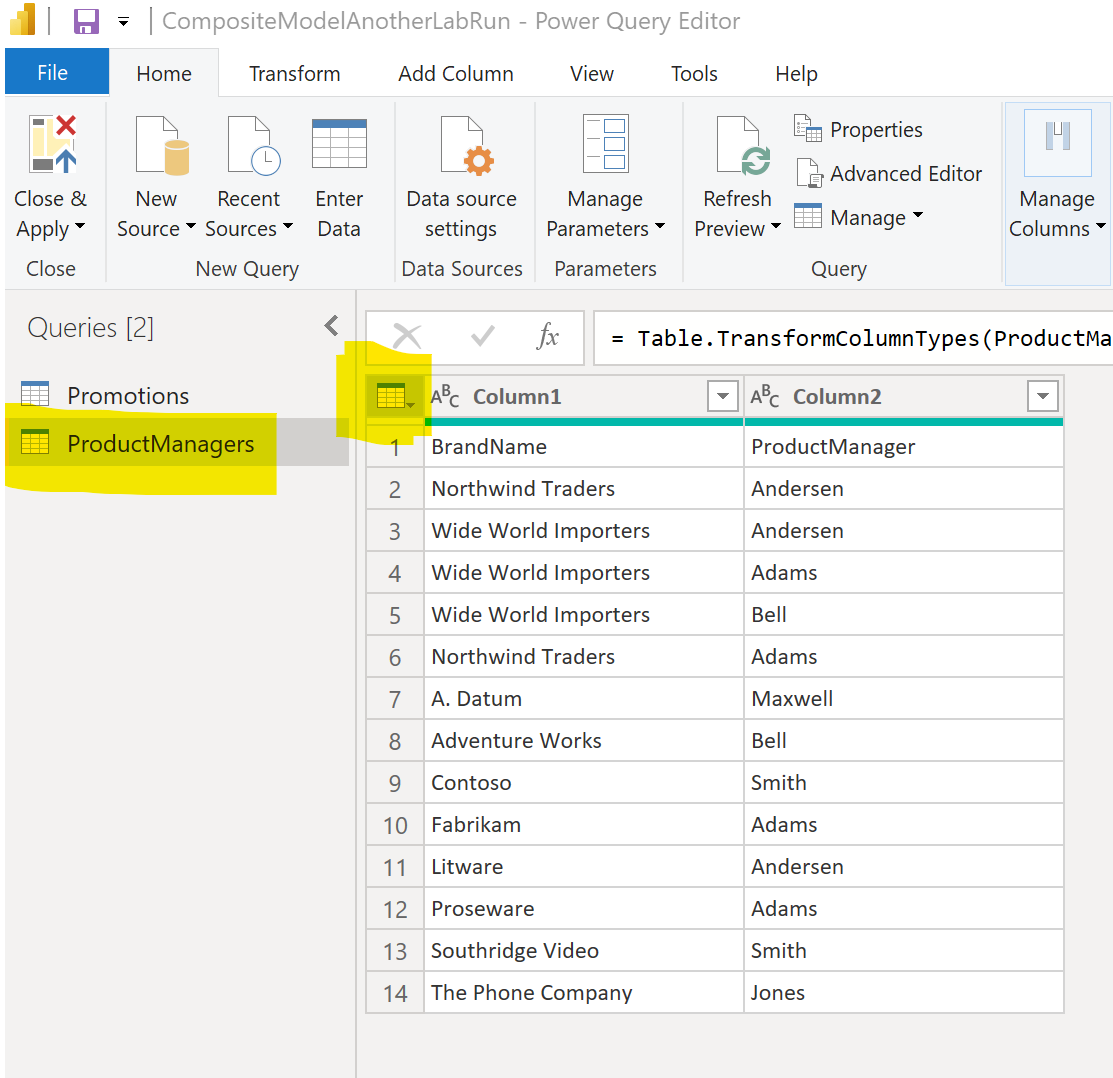 CompositeModelAnotherLabRun - Power Query Editor
File Home Transform Add Column View Tools Help
Close & Apply
New Source
Recent Sources
Enter Data
Data source settings
Manage Parameters
Refresh Preview
Properties
Advanced Editor
Manage
Manage Columns
Close New Query Data Sources Parameters Query
Queries [2]
Promotions
ProductManagers
fx = Table.TransformColumnTypes(ProductMa
ABC Column1 ABC Column2
1 BrandName ProductManager
2 Northwind Traders Andersen
3 Wide World Importers Andersen
4 Wide World Importers Adams
5 Wide World Importers Bell
6 Northwind Traders Adams
7 A. Datum Maxwell
8 Adventure Works Bell
9 Contoso Smith
10 Fabrikam Adams
11 Litware Andersen
12 Proseware Adams
13 Southridge Video Smith
14 The Phone Company Jones